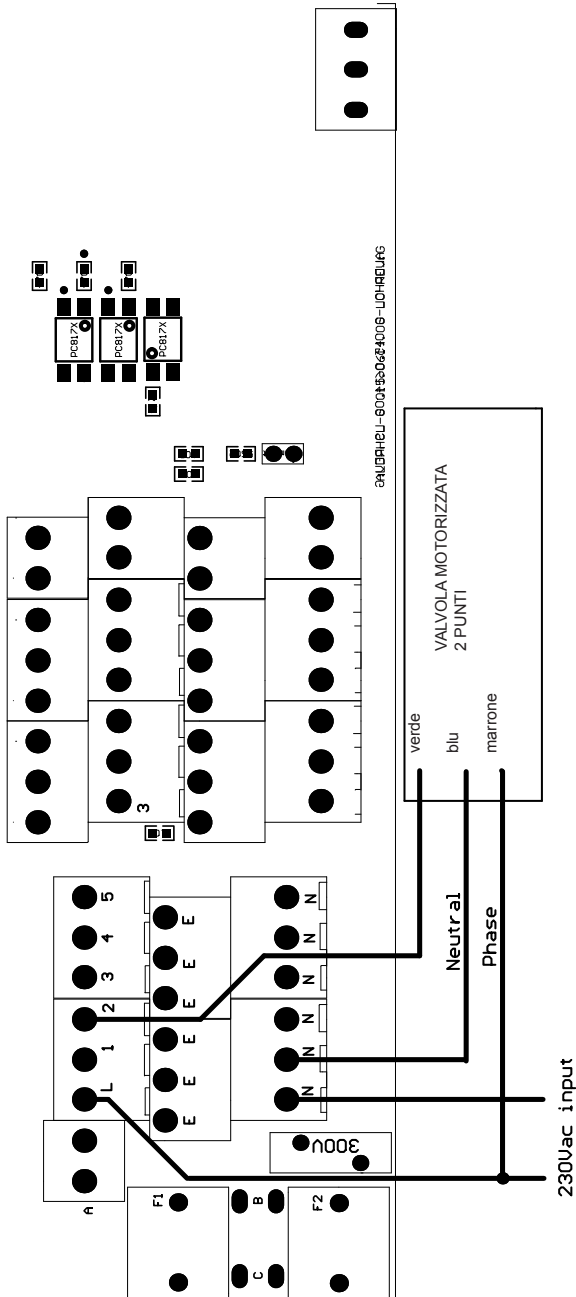 PC817X
PC817X
PC817X
VALVOLA MOTORIZZATA
2 PUNTI
verde
blu
marrone
3
5
4
3
2
1
L
E
E
E
E
E
E
N
N
N
N
N
N
Neutral
Phase
300V
A
F1
B
C
F2
230Vac input